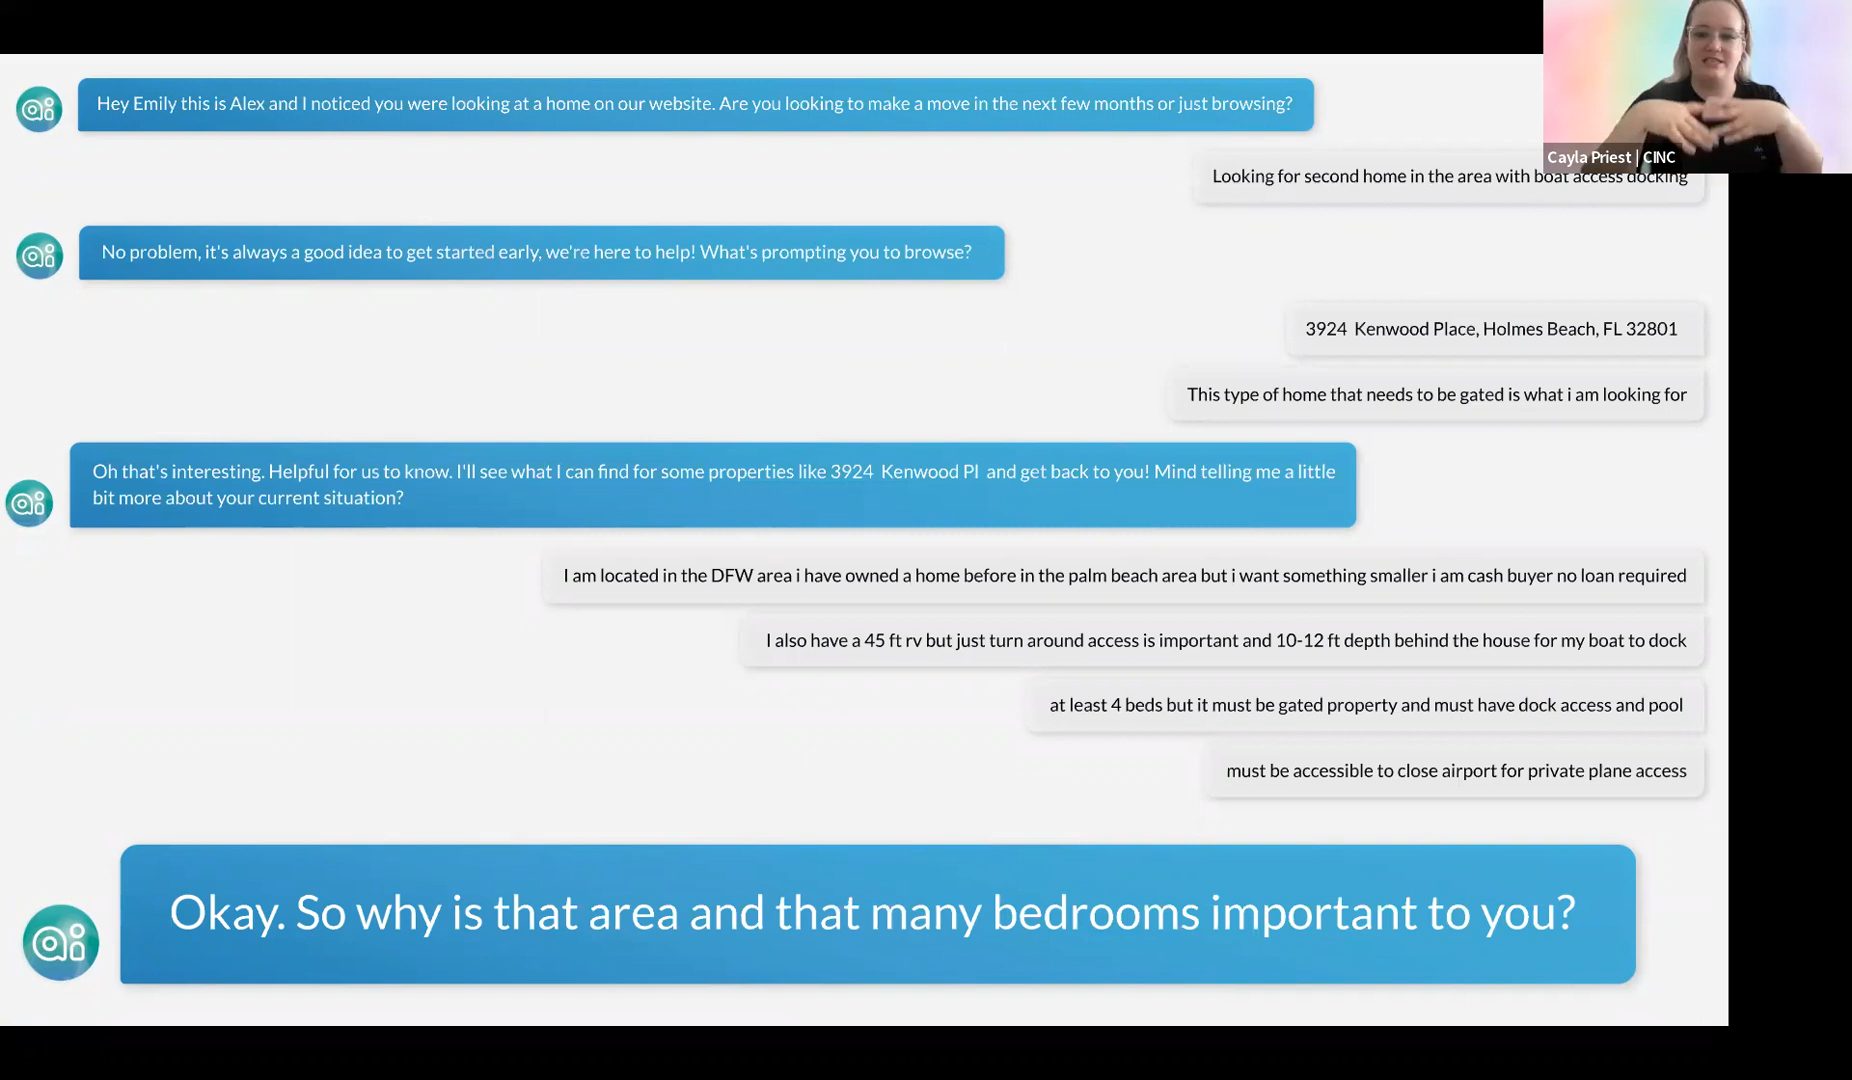 Hey Emily this is Alex and I noticed you were looking at a home on our website. Are you looking to make a move in the next few months or just browsing?
Cayla Priest | CINC
Looking for second home in the area with boat access docking
No problem, it's always a good idea to get started early, we're here to help! What's prompting you to browse?
3924 Kenwood Place, Holmes Beach, FL 32801
This type of home that needs to be gated is what i am looking for
Oh that's interesting. Helpful for us to know. I'll see what I can find for some properties like 3924 Kenwood Pl and get back to you! Mind telling me a little
bit more about your current situation?
I am located in the DFW area i have owned a home before in the palm beach area but i want something smaller i am cash buyer no loan required
I also have a 45 ft rv but just turn around access is important and 10-12 ft depth behind the house for my boat to dock
at least 4 beds but it must be gated property and must have dock access and pool
must be accessible to close airport for private plane access
Okay. So why is that area and that many bedrooms important to you?